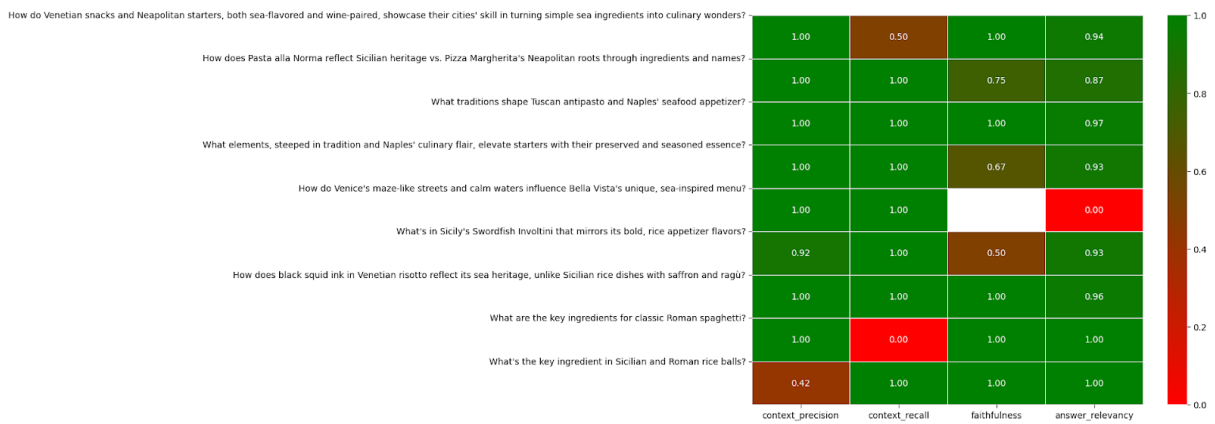 How do Venetian snacks and Neapolitan starters, both sea-flavored and wine-paired, showcase their cities' skill in turning simple sea ingredients into culinary wonders?
1.00 0.50 1.00 0.94
How does Pasta alla Norma reflect Sicilian heritage vs. Pizza Margherita's Neapolitan roots through ingredients and names?
1.00 1.00 0.75 0.87
What traditions shape Tuscan antipasto and Naples' seafood appetizer?
1.00 1.00 1.00 0.97
What elements, steeped in tradition and Naples' culinary flair, elevate starters with their preserved and seasoned essence?
1.00 1.00 0.67 0.93
How do Venice's maze-like streets and calm waters influence Bella Vista's unique, sea-inspired menu?
1.00 1.00 0.00
What's in Sicily's Swordfish Involtini that mirrors its bold, rice appetizer flavors?
0.92 1.00 0.50 0.93
How does black squid ink in Venetian risotto reflect its sea heritage, unlike Sicilian rice dishes with saffron and ragù?
1.00 1.00 1.00 0.96
What are the key ingredients for classic Roman spaghetti?
1.00 0.00 1.00 1.00
What's the key ingredient in Sicilian and Roman rice balls?
0.42 1.00 1.00 1.00
context_precision context_recall faithfulness answer_relevancy
1.0
0.8
0.6
0.4
0.2
0.0